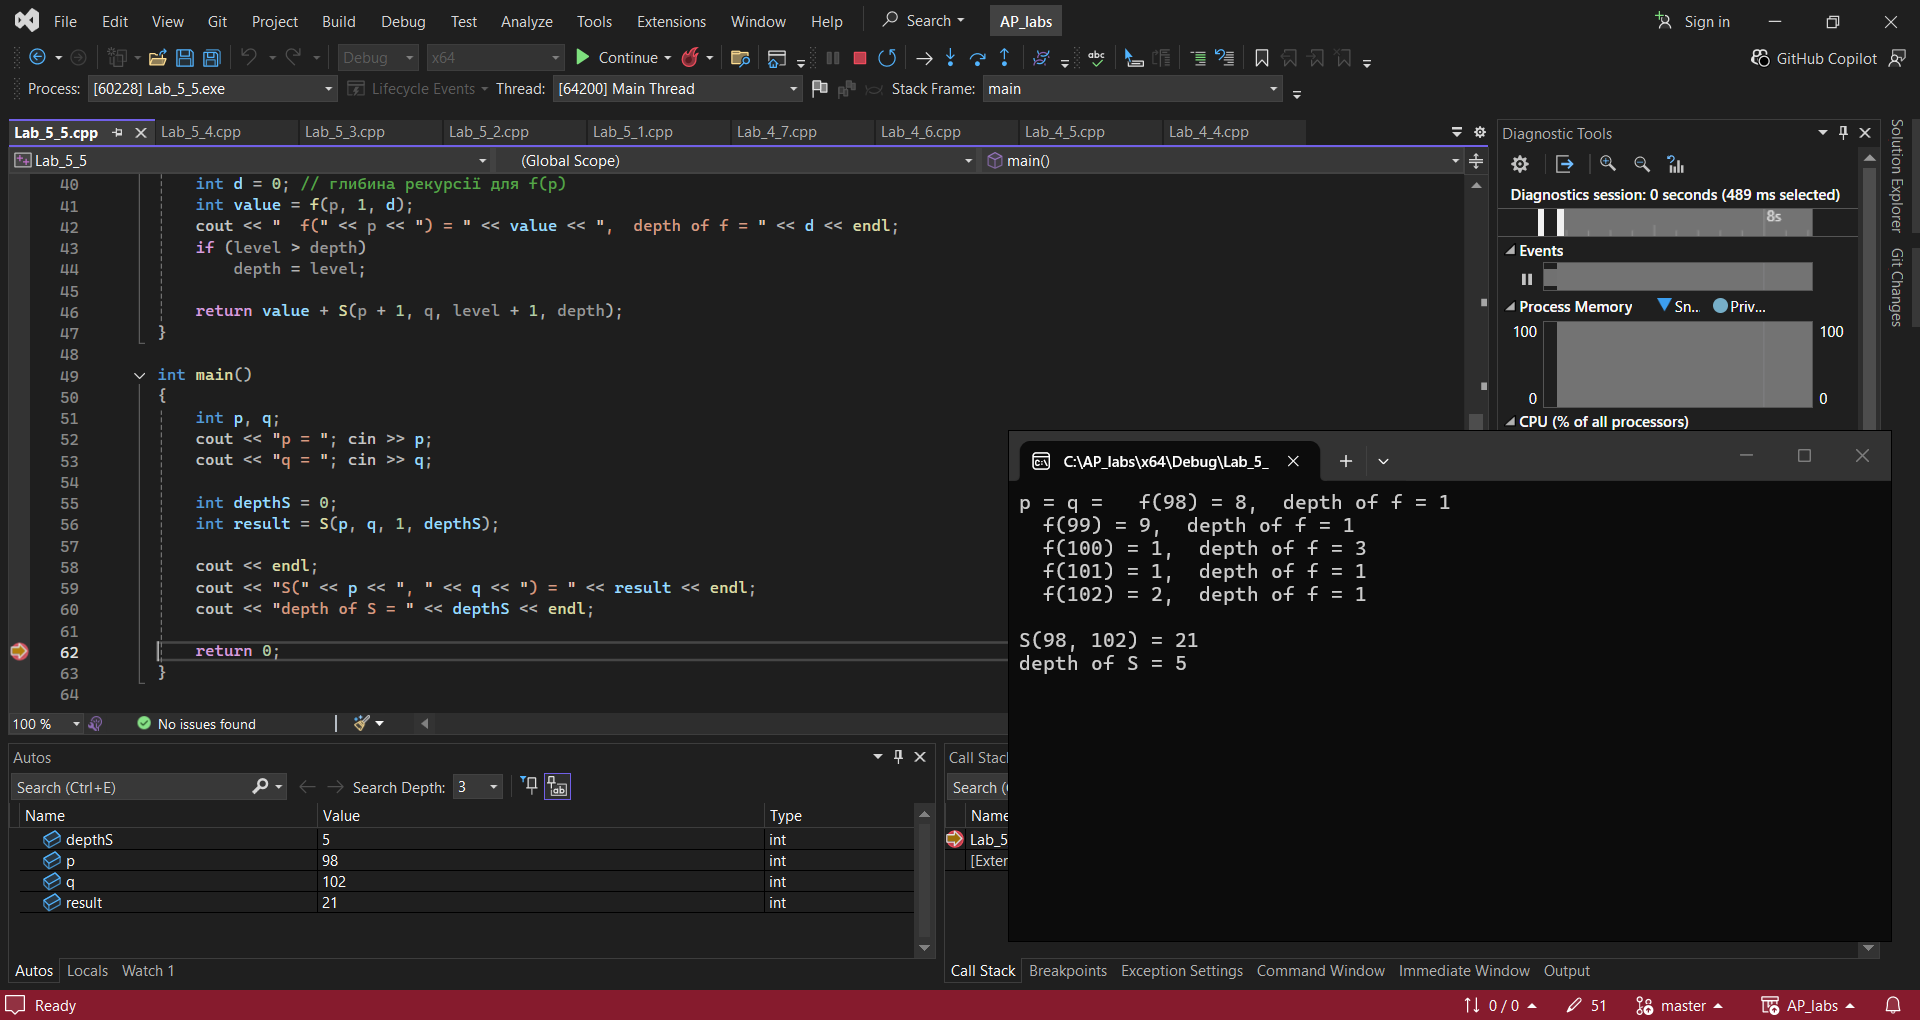 File Edit View Git Project Build Debug Test Analyze Tools Extensions Window Help Search AP_labs Sign in
Debug x64 Continue GitHub Copilot
Process: [60228] Lab_5_5.exe Lifecycle Events Thread: [64200] Main Thread Stack Frame: main
Lab_5_5.cpp Lab_5_4.cpp Lab_5_3.cpp Lab_5_2.cpp Lab_5_1.cpp Lab_4_7.cpp Lab_4_6.cpp Lab_4_5.cpp Lab_4_4.cpp
Lab_5_5 (Global Scope) main()
40 int d = 0; // глибина рекурсії для f(p)
41 int value = f(p, 1, d);
42 cout << "  f(" << p << ") = " << value << ",  depth of f = " << d << endl;
43 if (level > depth)
44 depth = level;
45
46 return value + S(p + 1, q, level + 1, depth);
47 }
48
49 int main()
50 {
51 int p, q;
52 cout << "p = "; cin >> p;
53 cout << "q = "; cin >> q;
54
55 int depthS = 0;
56 int result = S(p, q, 1, depthS);
57
58 cout << endl;
59 cout << "S(" << p << ", " << q << ") = " << result << endl;
60 cout << "depth of S = " << depthS << endl;
61
62 return 0;
63 }
64
100 % No issues found
Diagnostic Tools
Diagnostics session: 0 seconds (489 ms selected)
8s
Events
Process Memory Sn... Priv...
100 100
0 0
CPU (% of all processors)
Solution Explorer
Git Changes
C:\AP_labs\x64\Debug\Lab_5_
p = q =   f(98) = 8,  depth of f = 1
f(99) = 9,  depth of f = 1
f(100) = 1,  depth of f = 3
f(101) = 1,  depth of f = 1
f(102) = 2,  depth of f = 1
S(98, 102) = 21
depth of S = 5
Autos
Search (Ctrl+E) Search Depth: 3
Name Value Type
depthS 5 int
p 98 int
q 102 int
result 21 int
Autos Locals Watch 1
Call Stac
Search (
Name
Lab_5
[Exter
Call Stack Breakpoints Exception Settings Command Window Immediate Window Output
Ready 0 / 0 51 master AP_labs